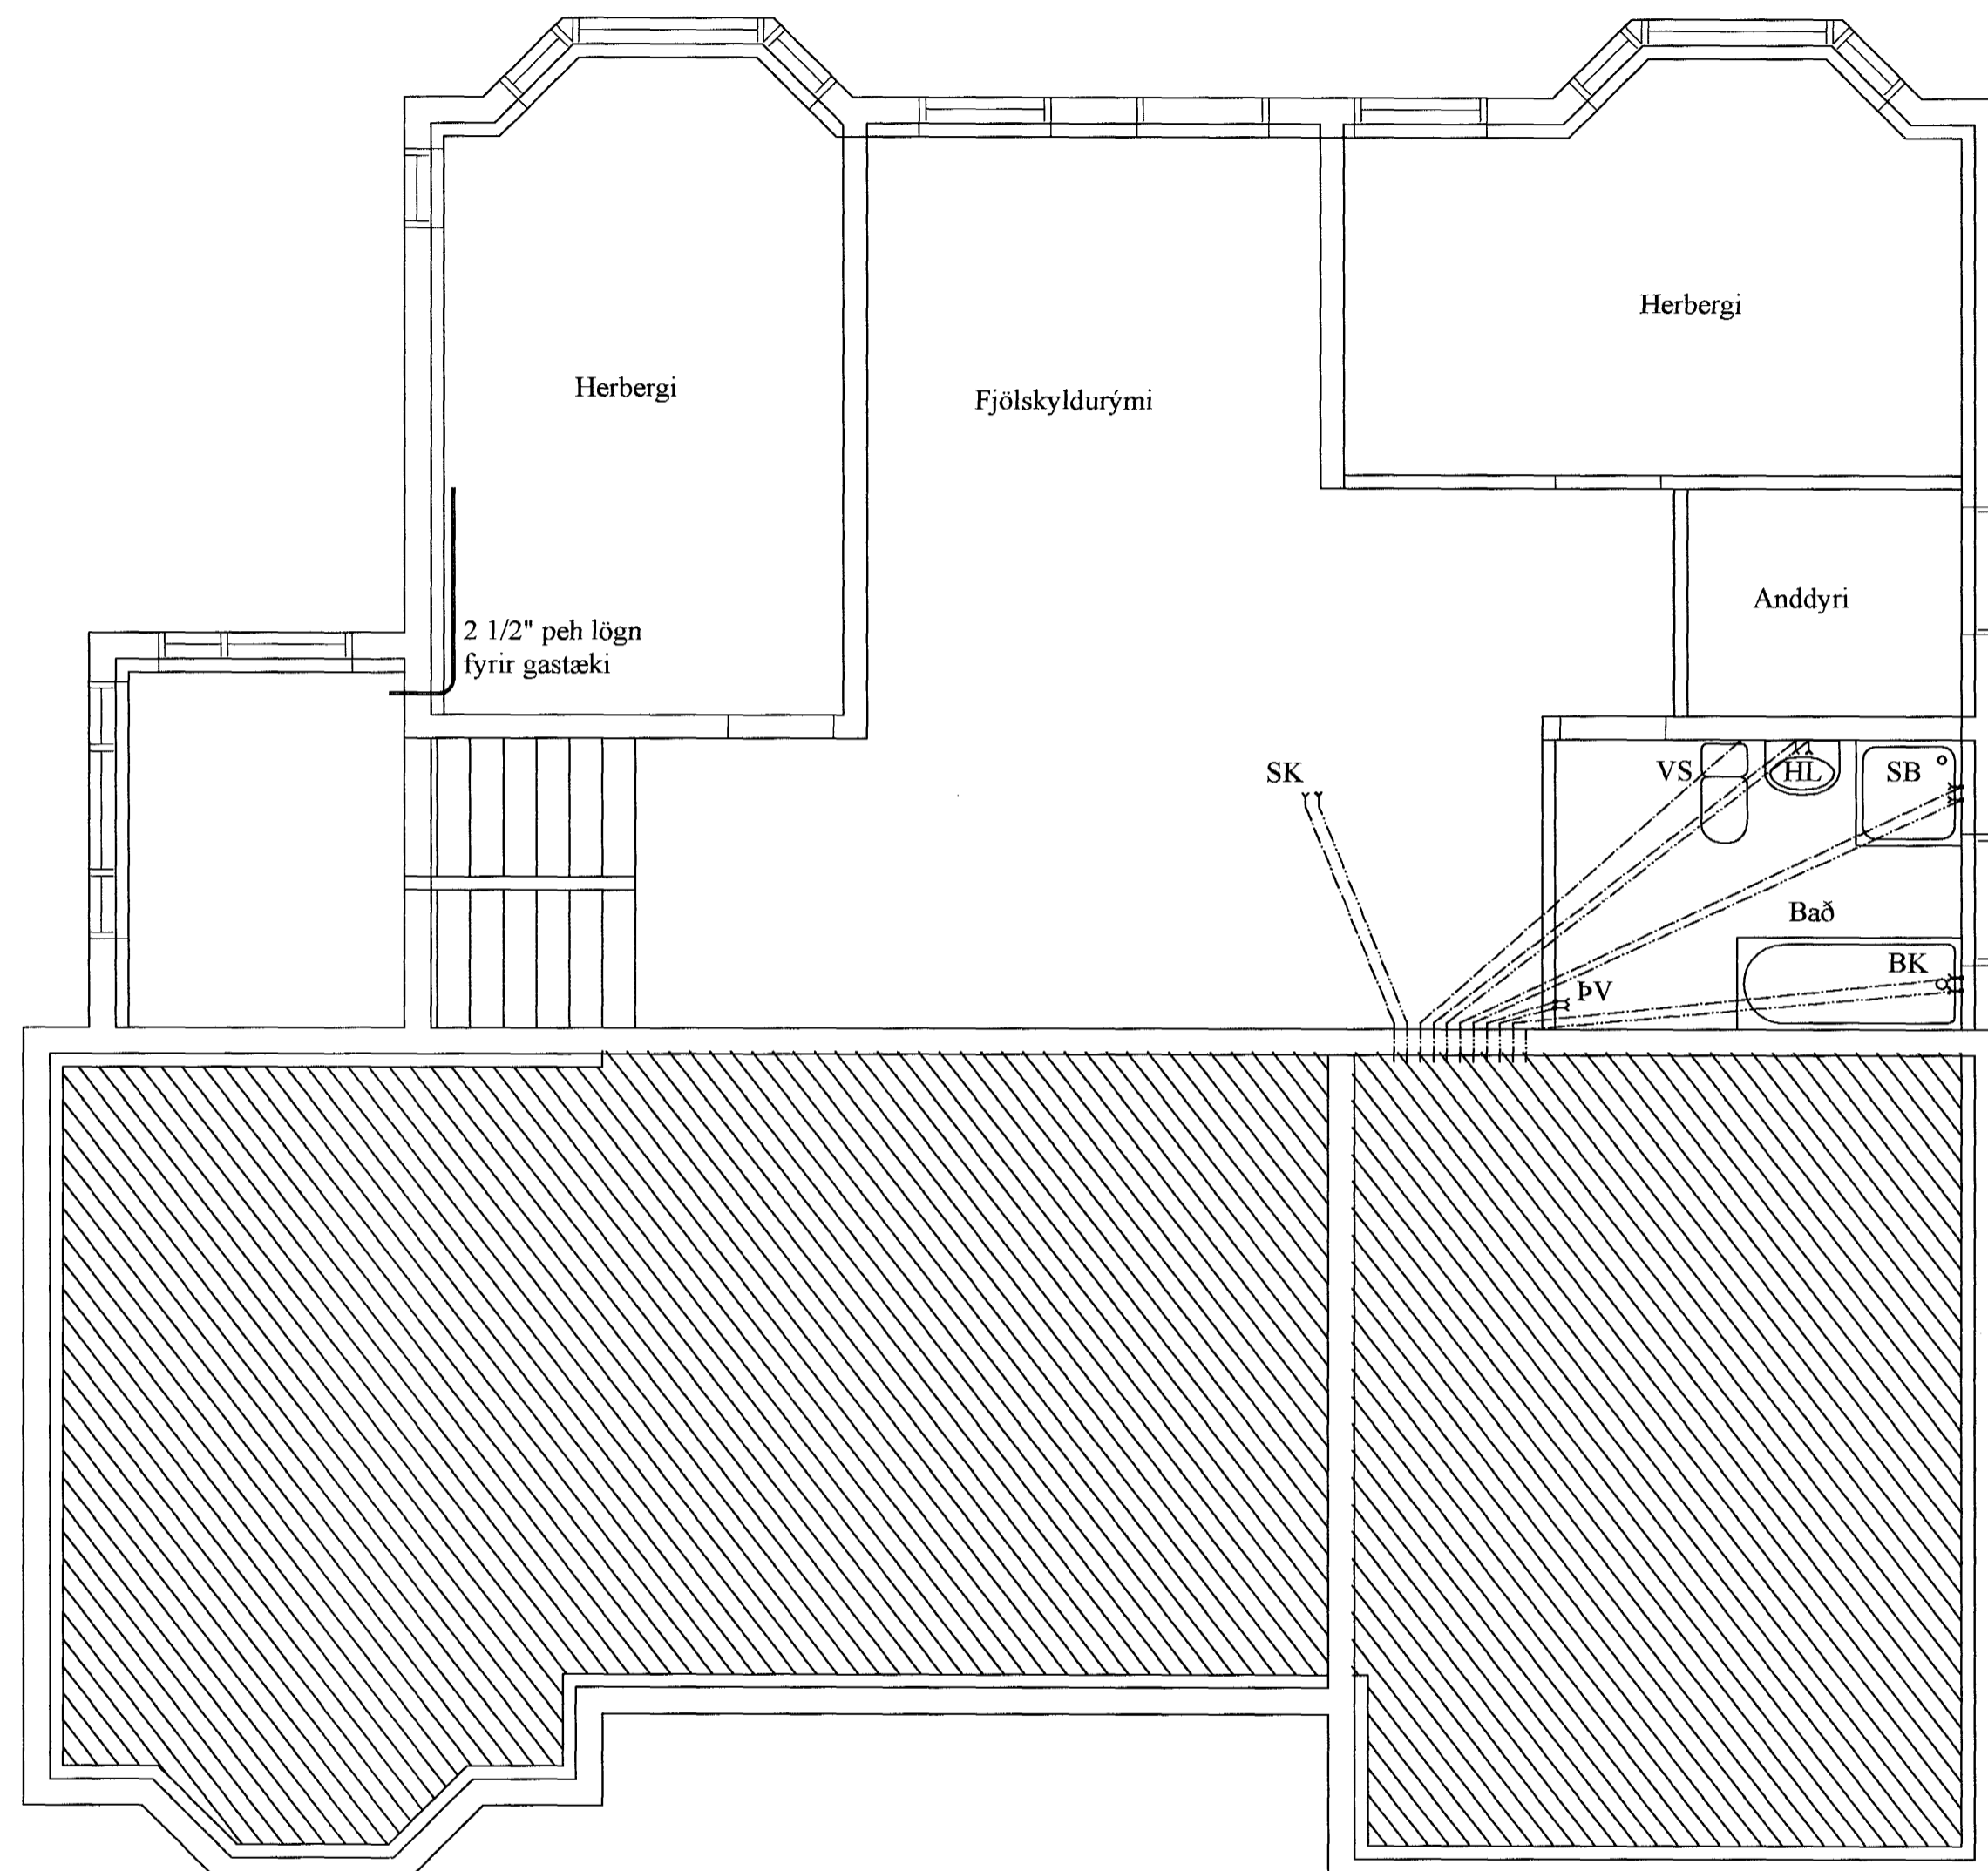 Herbergi
Herbergi
Fjölskyldurými
Anddyri
2 1/2" peh lögn
fyrir gastæki
SK
VS
HL
SB
Bað
BK
ÞV